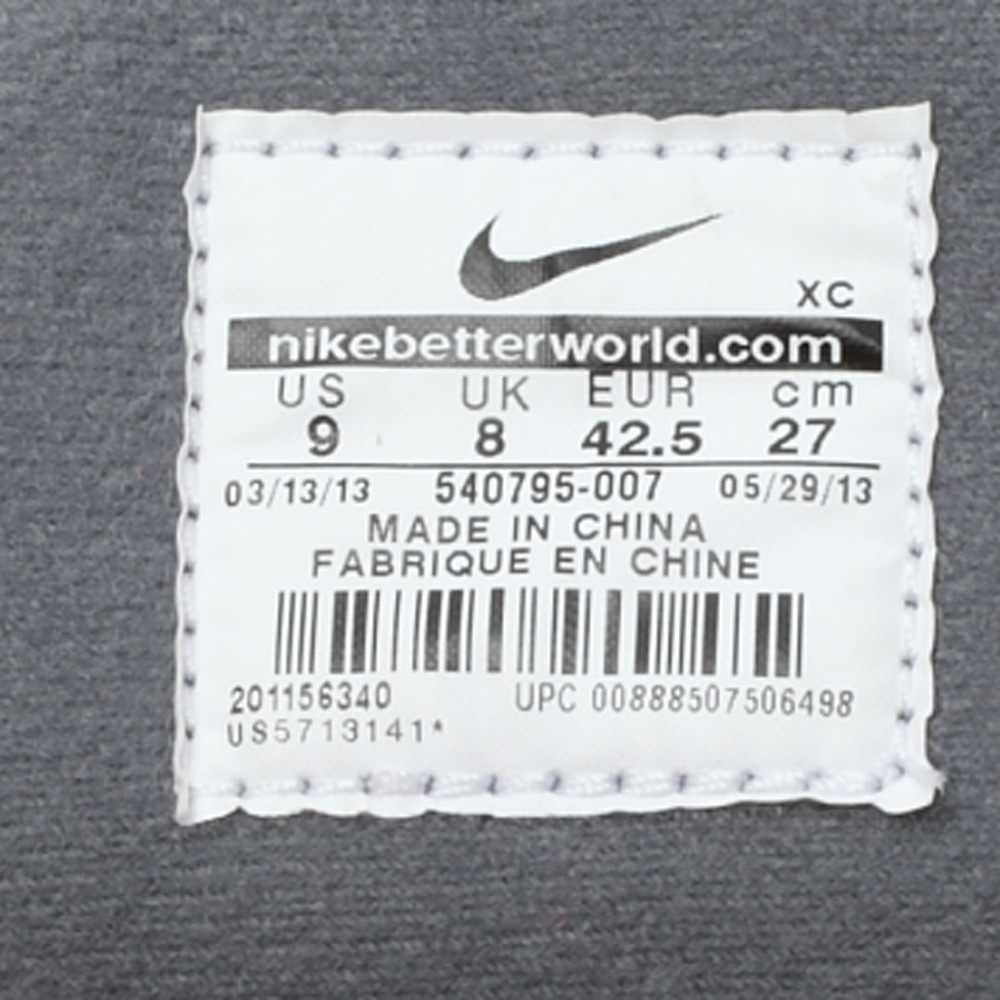 XC
nikebetterworld.com
US UK EUR cm
9 8 42.5 27
03/13/13 540795-007 05/29/13
MADE IN CHINA
FABRIQUE EN CHINE
201156340 UPC 00888507506498
US5713141*